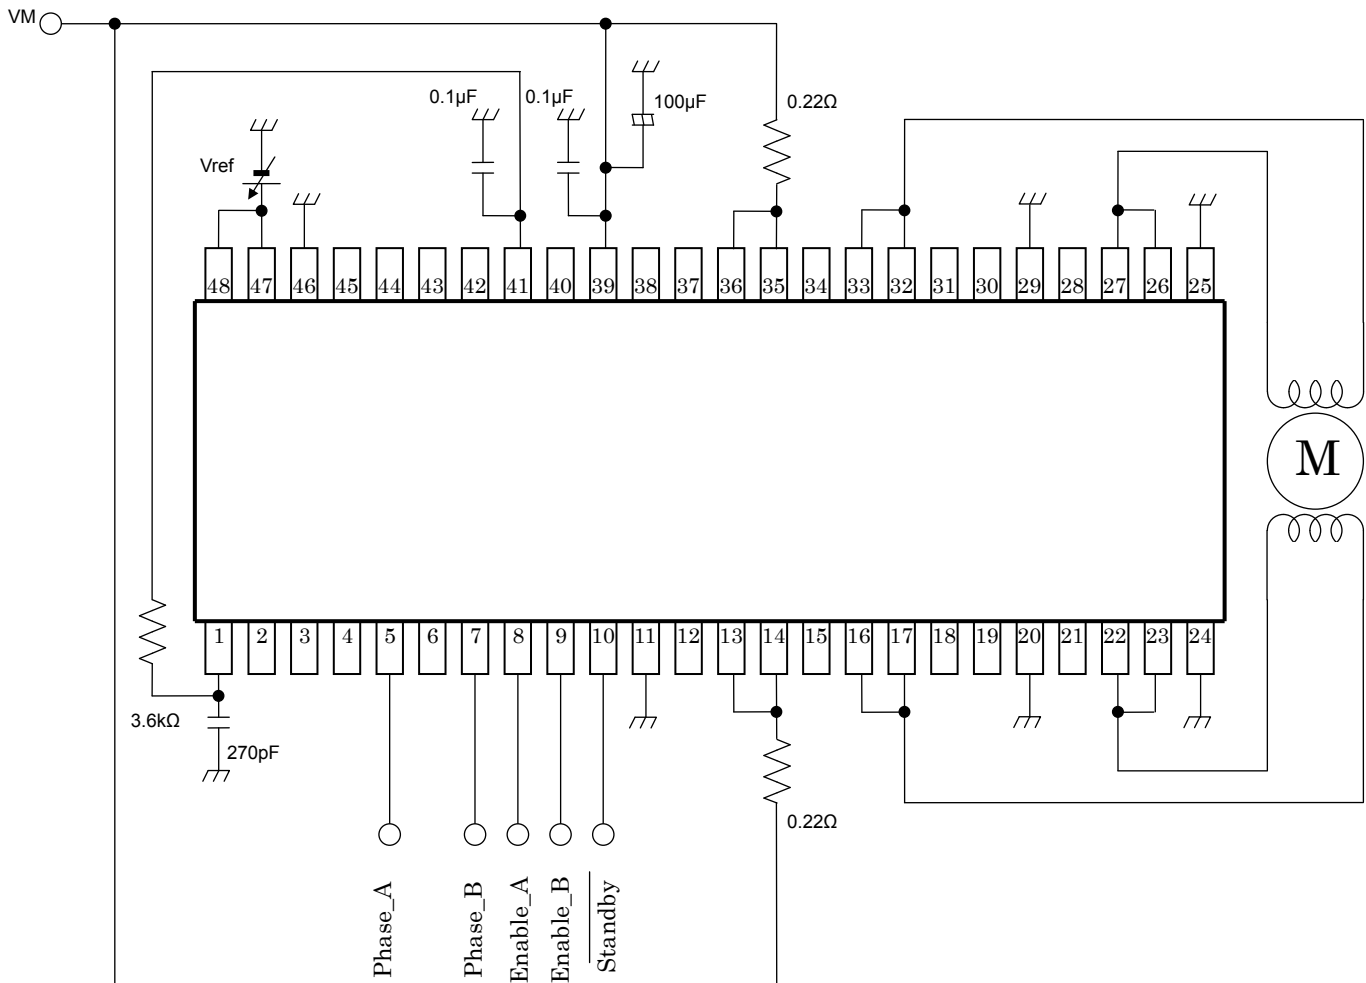 VM
0.1µF
0.1µF
100µF
0.22Ω
Vref
48 47 46 45 44 43 42 41 40 39 38 37 36 35 34 33 32 31 30 29 28 27 26 25
M
1 2 3 4 5 6 7 8 9 10 11 12 13 14 15 16 17 18 19 20 21 22 23 24
3.6kΩ
270pF
0.22Ω
Phase_A
Phase_B
Enable_A
Enable_B
Standby